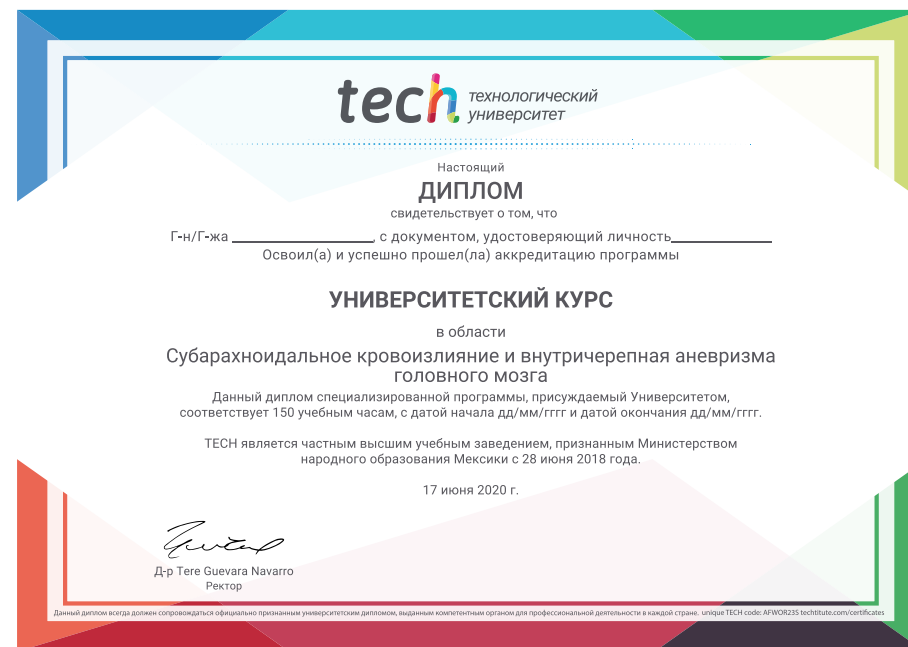 tech технологический
университет
Настоящий
ДИПЛОМ
свидетельствует о том, что
Г-н/Г-жа ____________________, с документом, удостоверяющий личность______________
Освоил(а) и успешно прошел(ла) аккредитацию программы
УНИВЕРСИТЕТСКИЙ КУРС
в области
Субарахноидальное кровоизлияние и внутричерепная аневризма
головного мозга
Данный диплом специализированной программы, присуждаемый Университетом,
соответствует 150 учебным часам, с датой начала дд/мм/гггг и датой окончания дд/мм/гггг.
TECH является частным высшим учебным заведением, признанным Министерством
народного образования Мексики с 28 июня 2018 года.
17 июня 2020 г.
Д-р Tere Guevara Navarro
Ректор
Данный диплом всегда должен сопровождаться официально признанным университетским дипломом, выданным компетентным органом для профессиональной деятельности в каждой стране. unique TECH code: AFWOR235 techtitute.com/certificates